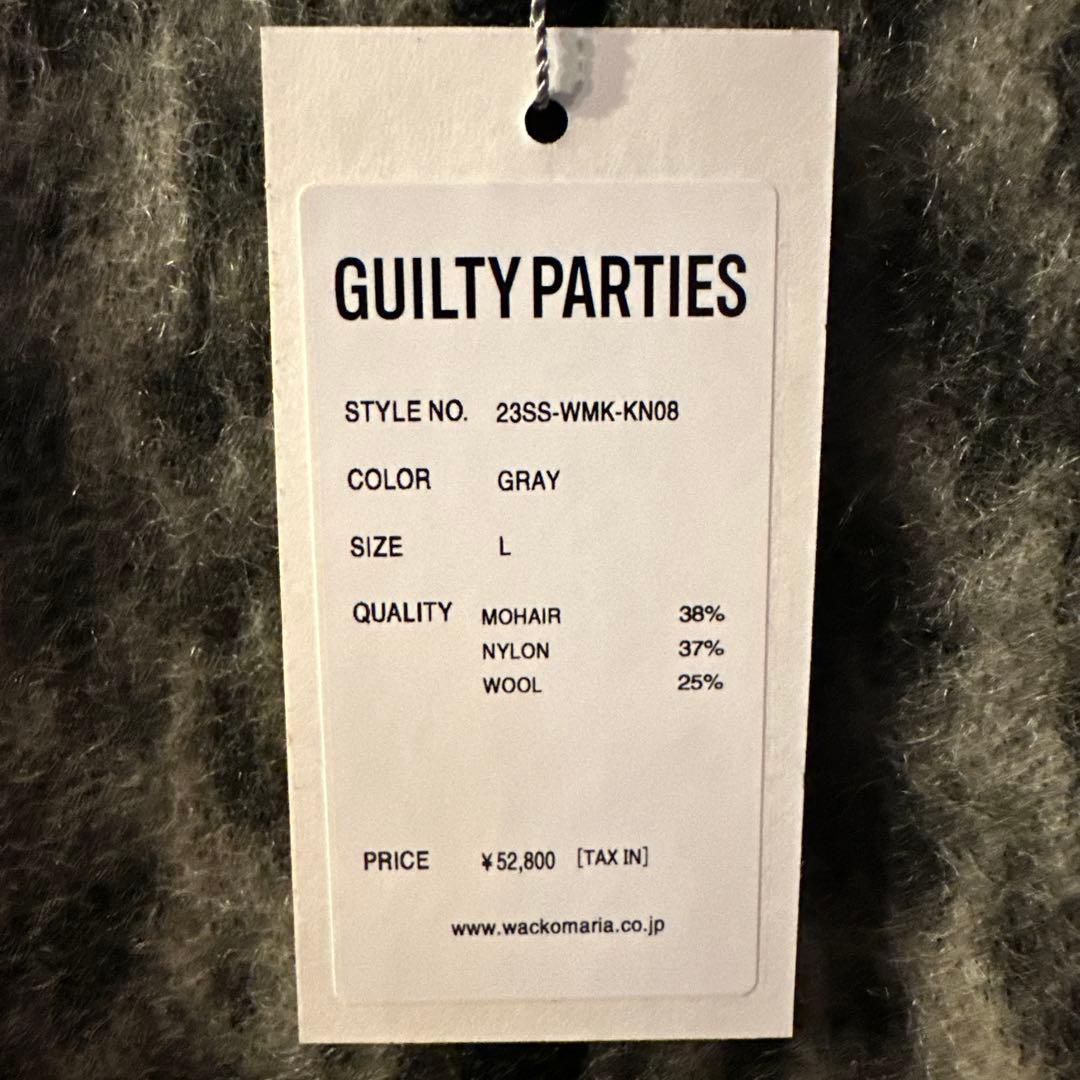 GUILTY PARTIES
STYLE NO. 23SS-WMK-KN08
COLOR GRAY
SIZE L
QUALITY MOHAIR 38%
NYLON 37%
WOOL 25%
PRICE ¥52,800 [TAX IN]
www.wackomaria.co.jp